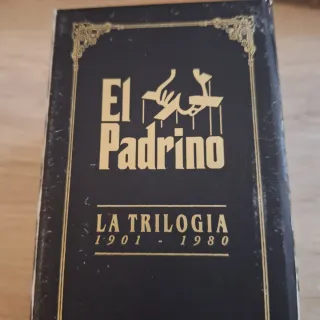 El
Padrino
LA TRILOGIA
1901 - 1980